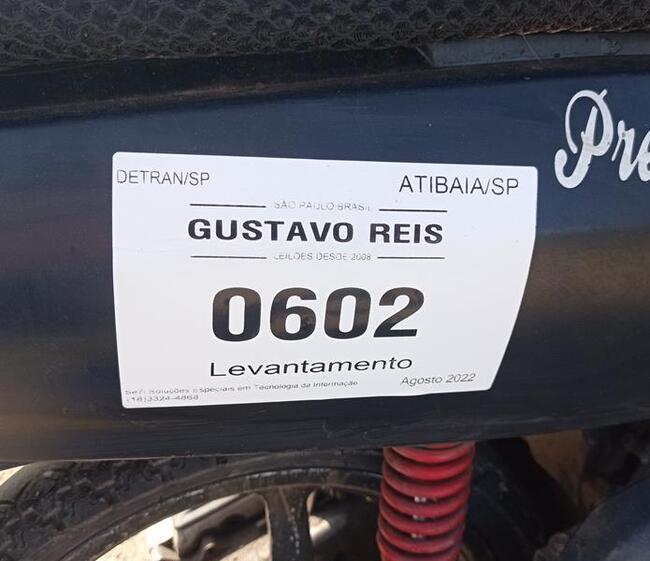 Pre
DETRAN/SP
ATIBAIA/SP
SÃO PAULO BRASIL
GUSTAVO REIS
LEILÕES DESDE 2008
0602
Levantamento
Agosto 2022
Soluções Especiais em Tecnologia da Informação
(18)3324-4868